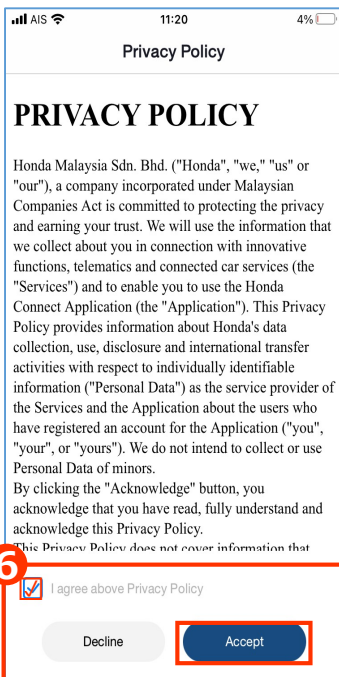 AIS 11:20 4%
Privacy Policy
PRIVACY POLICY
Honda Malaysia Sdn. Bhd. ("Honda", "we," "us" or
"our"), a company incorporated under Malaysian
Companies Act is committed to protecting the privacy
and earning your trust. We will use the information that
we collect about you in connection with innovative
functions, telematics and connected car services (the
"Services") and to enable you to use the Honda
Connect Application (the "Application"). This Privacy
Policy provides information about Honda's data
collection, use, disclosure and international transfer
activities with respect to individually identifiable
information ("Personal Data") as the service provider of
the Services and the Application about the users who
have registered an account for the Application ("you",
"your", or "yours"). We do not intend to collect or use
Personal Data of minors.
By clicking the "Acknowledge" button, you
acknowledge that you have read, fully understand and
acknowledge this Privacy Policy.
This Privacy Policy does not cover information that
6
I agree above Privacy Policy
Decline Accept